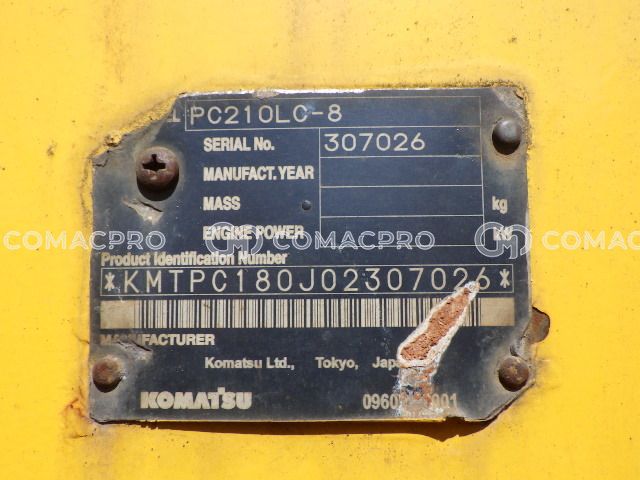 PC210LC-8
SERIAL No. 307026
MANUFACT. YEAR
MASS kg
ENGINE POWER kW
COMACPRO COMACPRO COMACPRO
Product Identification Number
*KMTPC180J02307026*
MANUFACTURER
Komatsu Ltd., Tokyo,
KOMATSU